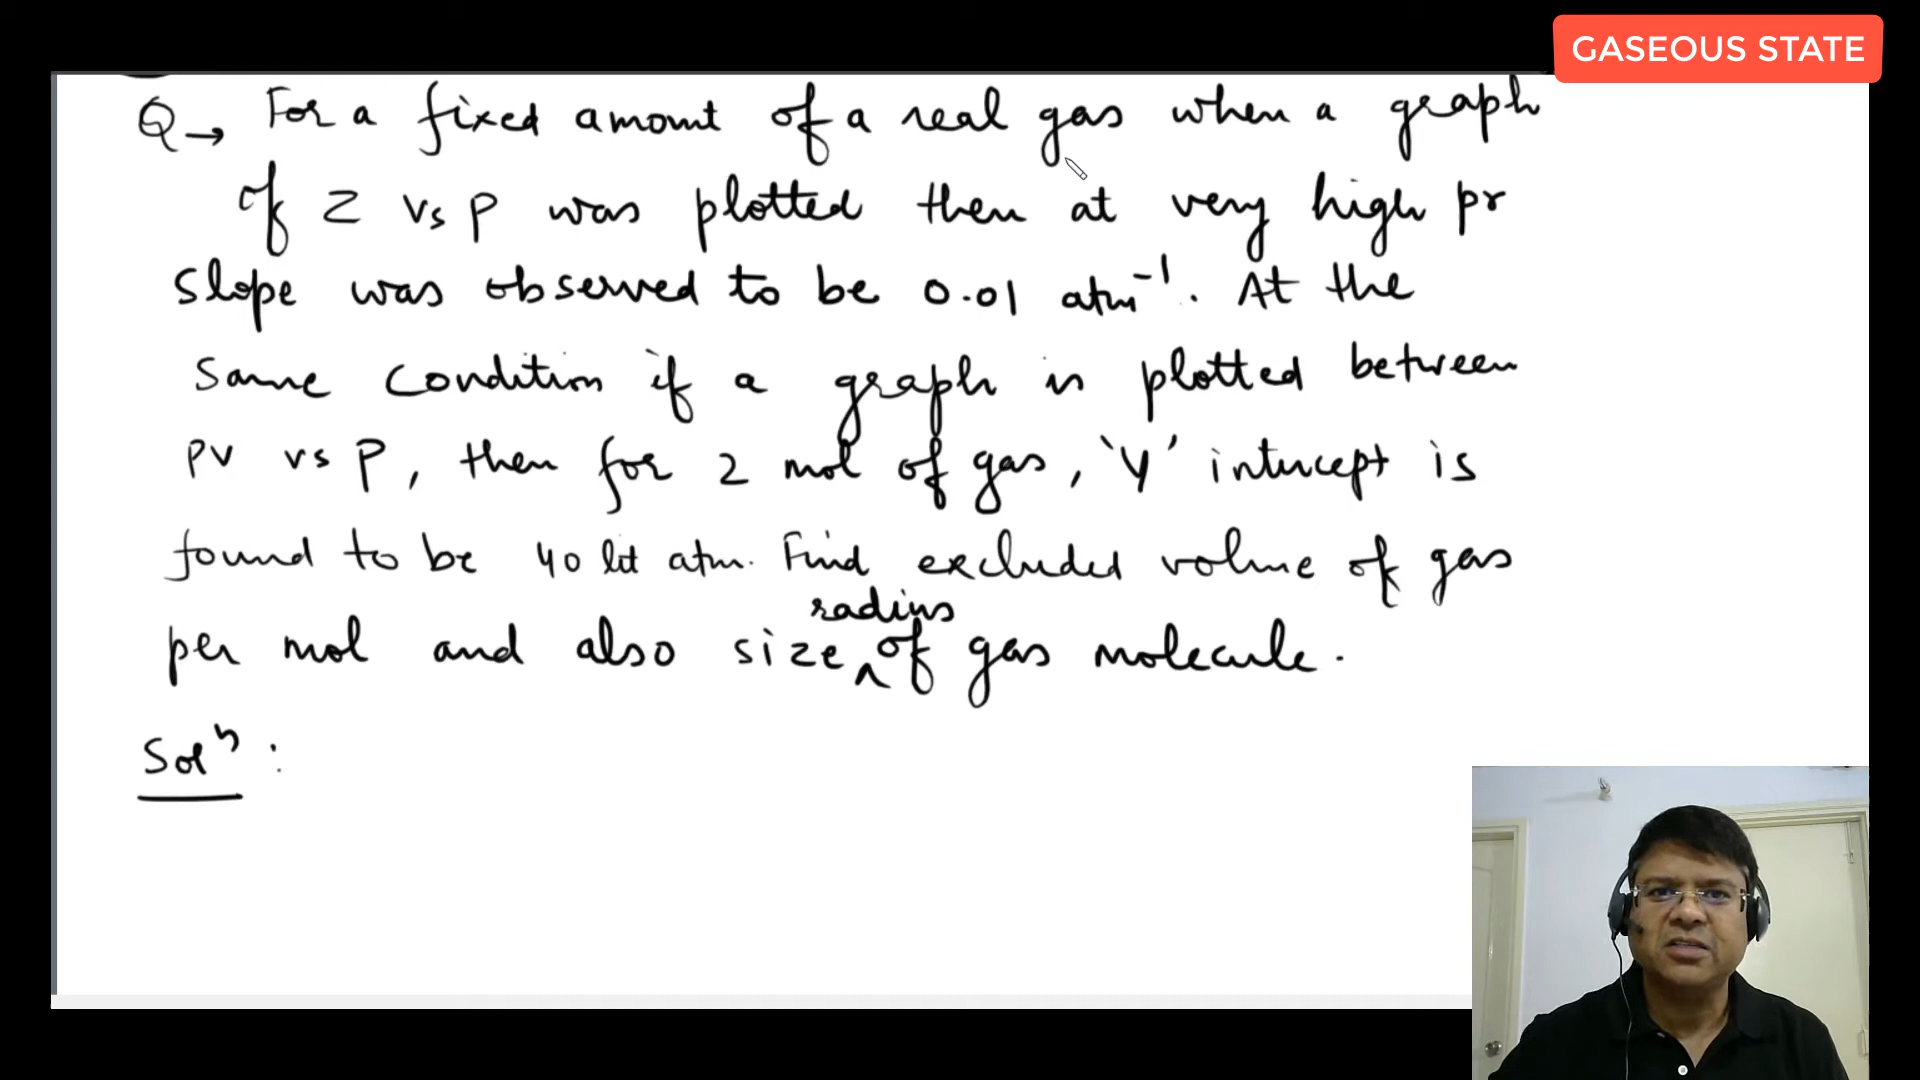 GASEOUS STATE
Q → For a fixed amount of a real gas when a graph
of Z vs P was plotted then at very high pr
slope was observed to be 0.01 atm⁻¹. At the
same condition if a graph is plotted between
PV vs P, then for 2 mol of gas, 'y' intercept is
found to be 40 lit atm. Find excluded volume of gas
radius
per mol and also size ^ of gas molecule.
Solⁿ :